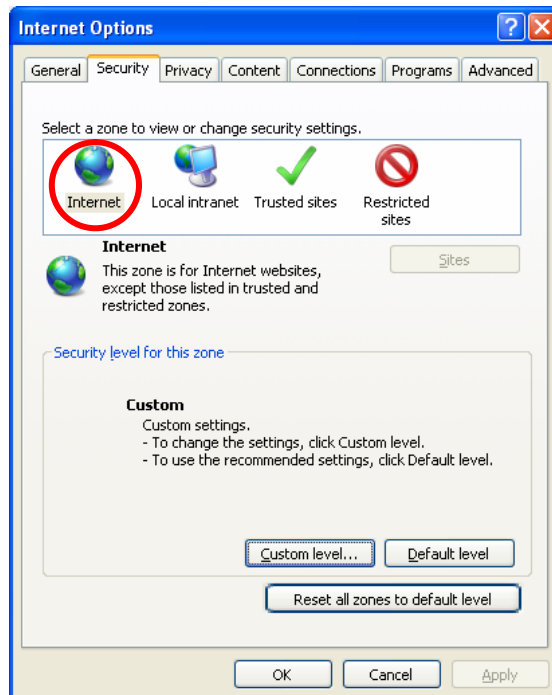 Internet Options
General Security Privacy Content Connections Programs Advanced
Select a zone to view or change security settings.
Internet Local intranet Trusted sites Restricted
sites
Internet
This zone is for Internet websites,
except those listed in trusted and
restricted zones.
Sites
Security level for this zone
Custom
Custom settings.
- To change the settings, click Custom level.
- To use the recommended settings, click Default level.
Custom level... Default level
Reset all zones to default level
OK Cancel Apply